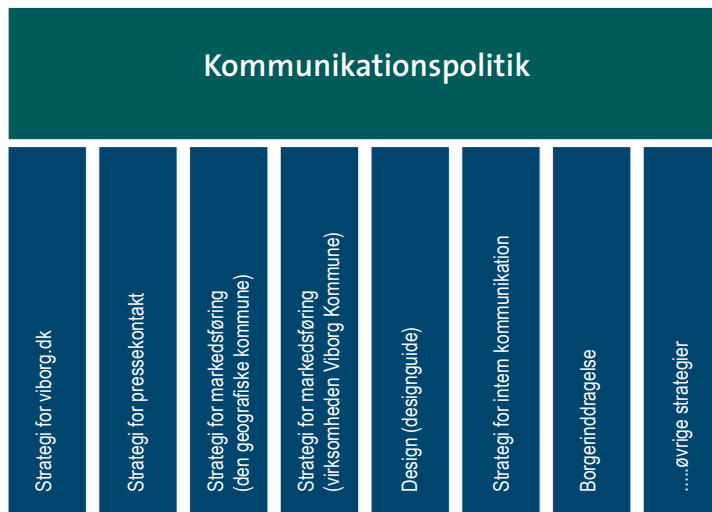 Kommunikationspolitik
Strategi for viborg.dk
Strategi for pressekontakt
Strategi for markedsføring
(den geografiske kommune)
Strategi for markedsføring
(virksomheden Viborg Kommune)
Design (designguide)
Strategi for intern kommunikation
Borgerinddragelse
.....øvrige strategier